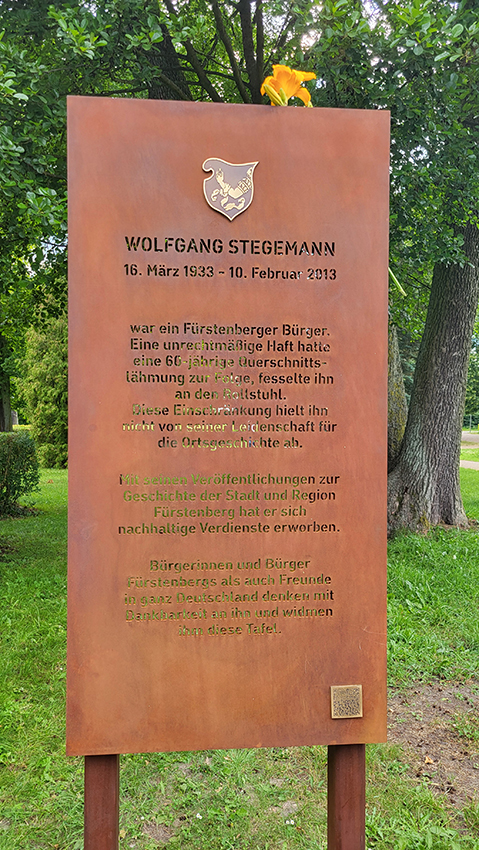 WOLFGANG STEGEMANN
16. März 1933 - 10. Februar 2013
war ein Fürstenberger Bürger.
Eine unrechtmäßige Haft hatte
eine 60-jährige Querschnitts-
lähmung zur Folge, fesselte ihn
an den Rollstuhl.
Diese Einschränkung hielt ihn
nicht von seiner Leidenschaft für
die Ortsgeschichte ab.
Mit seinen Veröffentlichungen zur
Geschichte der Stadt und Region
Fürstenberg hat er sich
nachhaltige Verdienste erworben.
Bürgerinnen und Bürger
Fürstenbergs als auch Freunde
in ganz Deutschland denken mit
Dankbarkeit an ihn und widmen
ihm diese Tafel.